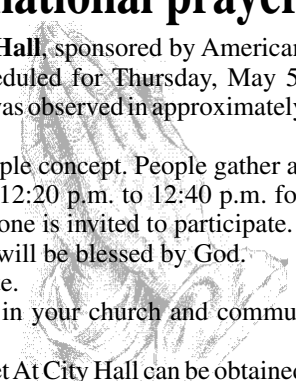 national prayer
Hall, sponsored by American
eduled for Thursday, May 5
was observed in approximately
ple concept. People gather a
12:20 p.m. to 12:40 p.m. fo
one is invited to participate.
will be blessed by God.
e.
in your church and commu
et At City Hall can be obtained